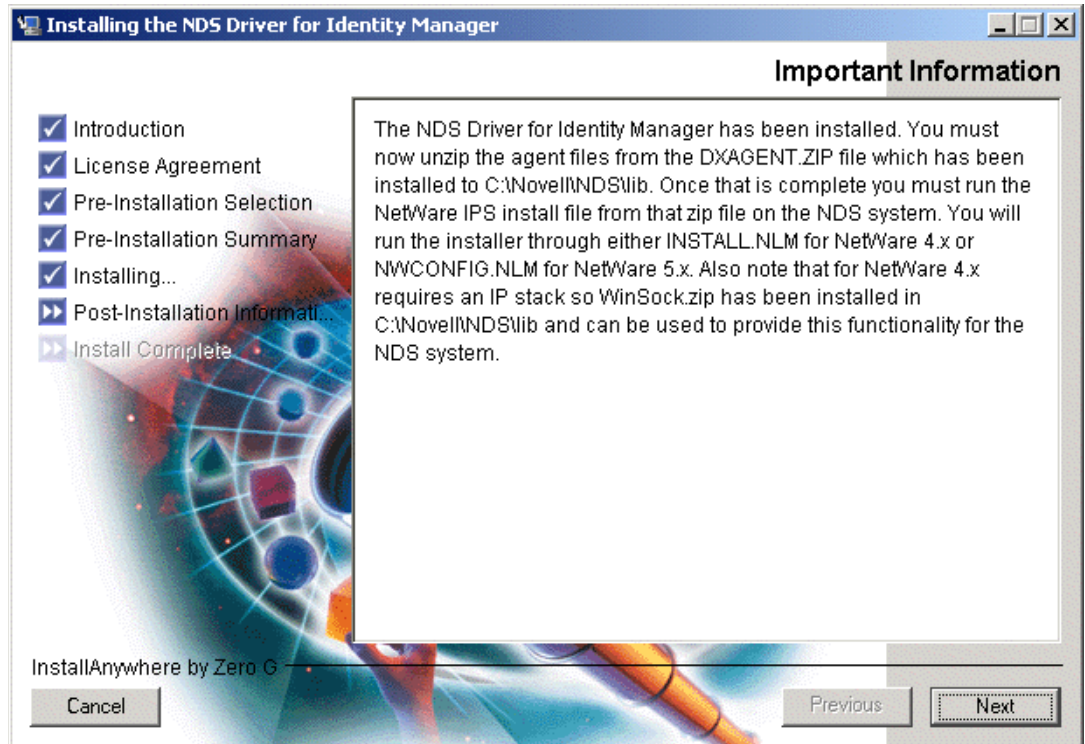 Installing the NDS Driver for Identity Manager
Important Information
Introduction
License Agreement
Pre-Installation Selection
Pre-Installation Summary
Installing...
Post-Installation Informati...
Install Complete
The NDS Driver for Identity Manager has been installed. You must
now unzip the agent files from the DXAGENT.ZIP file which has been
installed to C:\Novell\NDS\lib. Once that is complete you must run the
NetWare IPS install file from that zip file on the NDS system. You will
run the installer through either INSTALL.NLM for NetWare 4.x or
NWCONFIG.NLM for NetWare 5.x. Also note that for NetWare 4.x
requires an IP stack so WinSock.zip has been installed in
C:\Novell\NDS\lib and can be used to provide this functionality for the
NDS system.
InstallAnywhere by Zero G
Cancel
Previous
Next